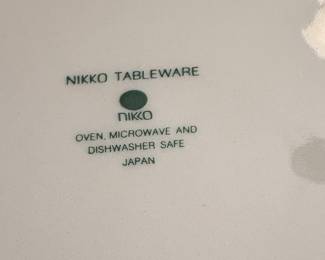 NIKKO TABLEWARE
NIKKO
OVEN, MICROWAVE AND
DISHWASHER SAFE
JAPAN